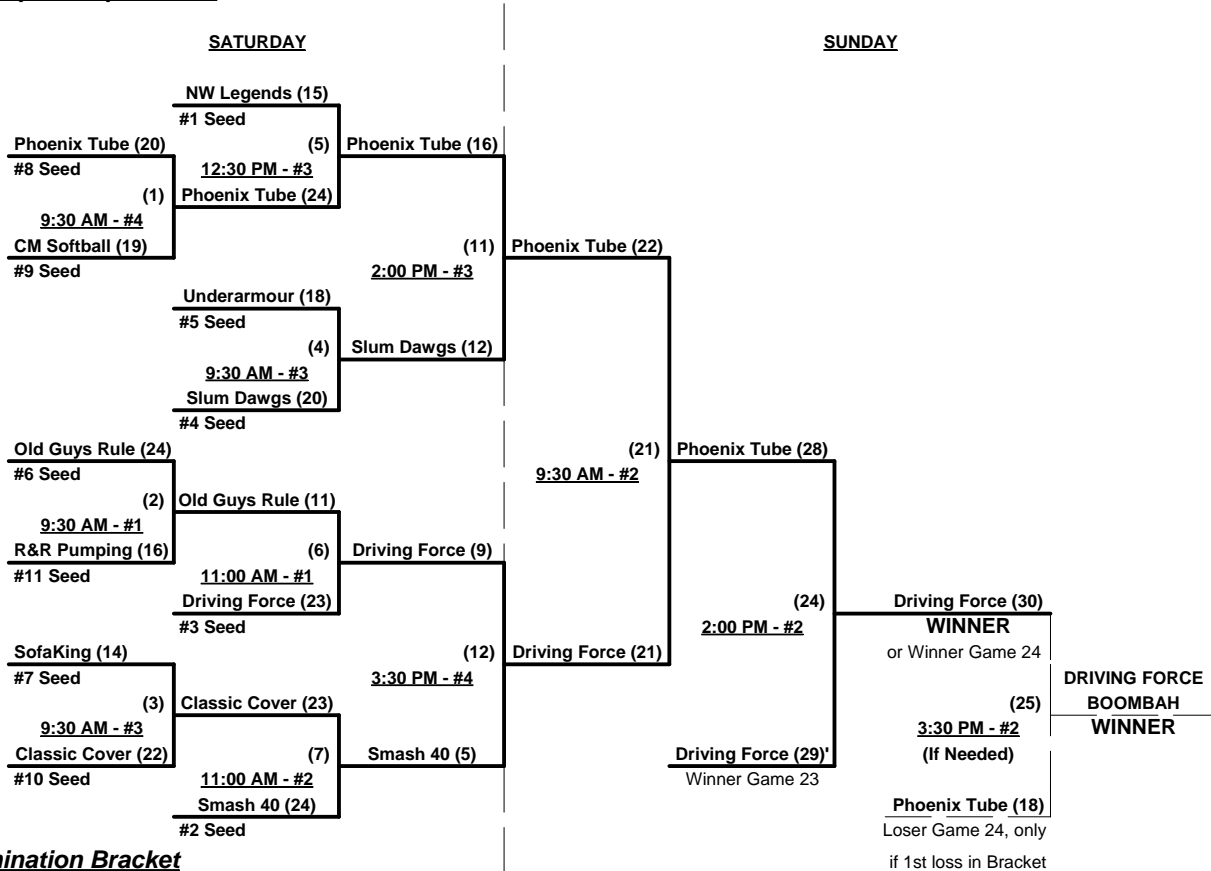 SATURDAY
SUNDAY
NW Legends (15)
#1 Seed
Phoenix Tube (20)
(5)
Phoenix Tube (16)
#8 Seed
12:30 PM - #3
(1)
Phoenix Tube (24)
9:30 AM - #4
CM Softball (19)
(11)
Phoenix Tube (22)
#9 Seed
2:00 PM - #3
Underarmour (18)
#5 Seed
(4)
Slum Dawgs (12)
9:30 AM - #3
Slum Dawgs (20)
#4 Seed
Old Guys Rule (24)
(21)
Phoenix Tube (28)
#6 Seed
9:30 AM - #2
(2)
Old Guys Rule (11)
9:30 AM - #1
R&R Pumping (16)
(6)
Driving Force (9)
#11 Seed
11:00 AM - #1
Driving Force (23)
(24)
Driving Force (30)
#3 Seed
2:00 PM - #2
WINNER
SofaKing (14)
(12)
Driving Force (21)
or Winner Game 24
#7 Seed
3:30 PM - #4
DRIVING FORCE
(3)
Classic Cover (23)
(25)
BOOMBAH
9:30 AM - #3
3:30 PM - #2
WINNER
Classic Cover (22)
(7)
Smash 40 (5)
Driving Force (29)'
(If Needed)
#10 Seed
11:00 AM - #2
Winner Game 23
Smash 40 (24)
Phoenix Tube (18)
#2 Seed
Loser Game 24, only
if 1st loss in Bracket
Bracket